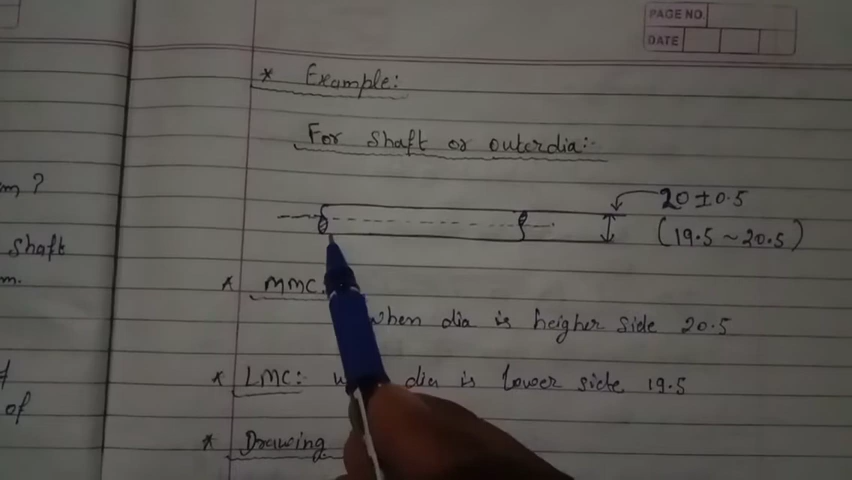 PAGE NO
DATE
* Example:
For Shaft or outerdia:-
20 ± 0.5
(19.5 ~ 20.5)
m ?
Shaft
m.
of
* MMC:
when dia is heigher side 20.5
* LMC:- dia is lower side 19.5
* Drawing